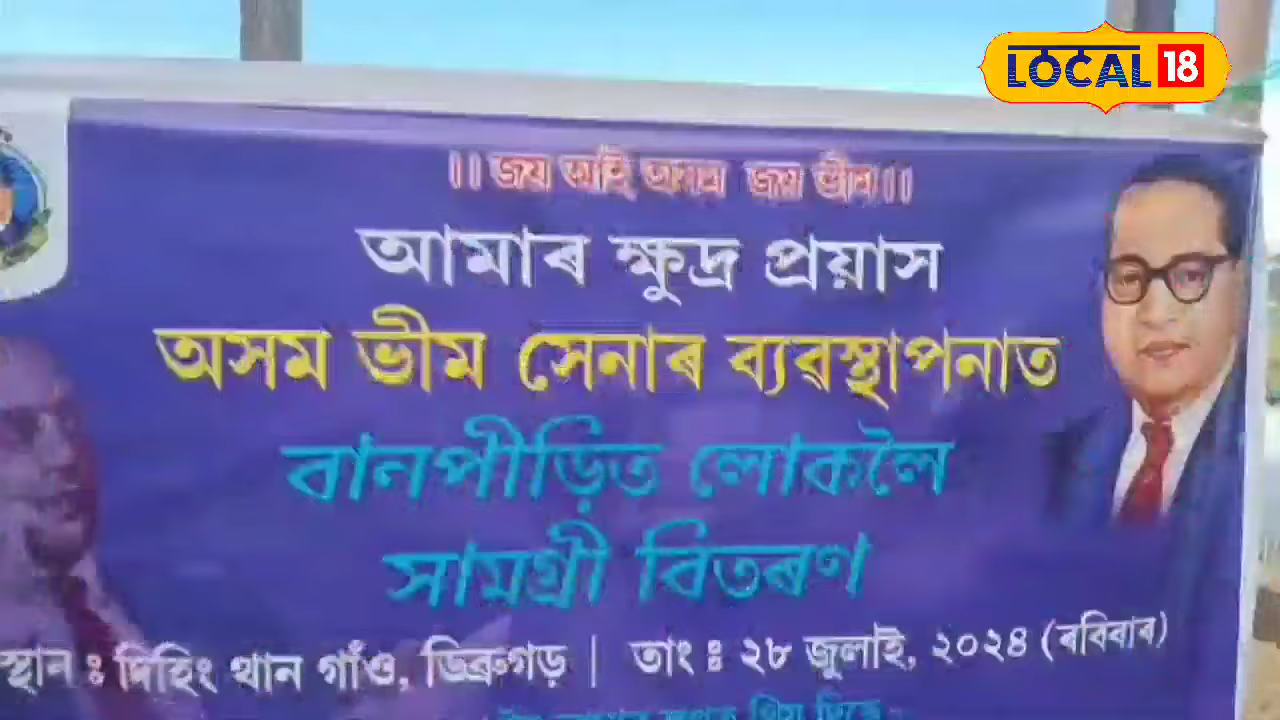 LOCAL 18
।। জয় আই অসম জয় ভীম ।।
আমাৰ ক্ষুদ্ৰ প্ৰয়াস
অসম ভীম সেনাৰ ব্যৱস্থাপনাত
বানপীড়িত লোকলৈ
সামগ্ৰী বিতৰণ
স্থান : দিহিং থান গাঁও, ডিব্ৰুগড় | তাং : ২৮ জুলাই, ২০২৪ (ৰবিবাৰ)